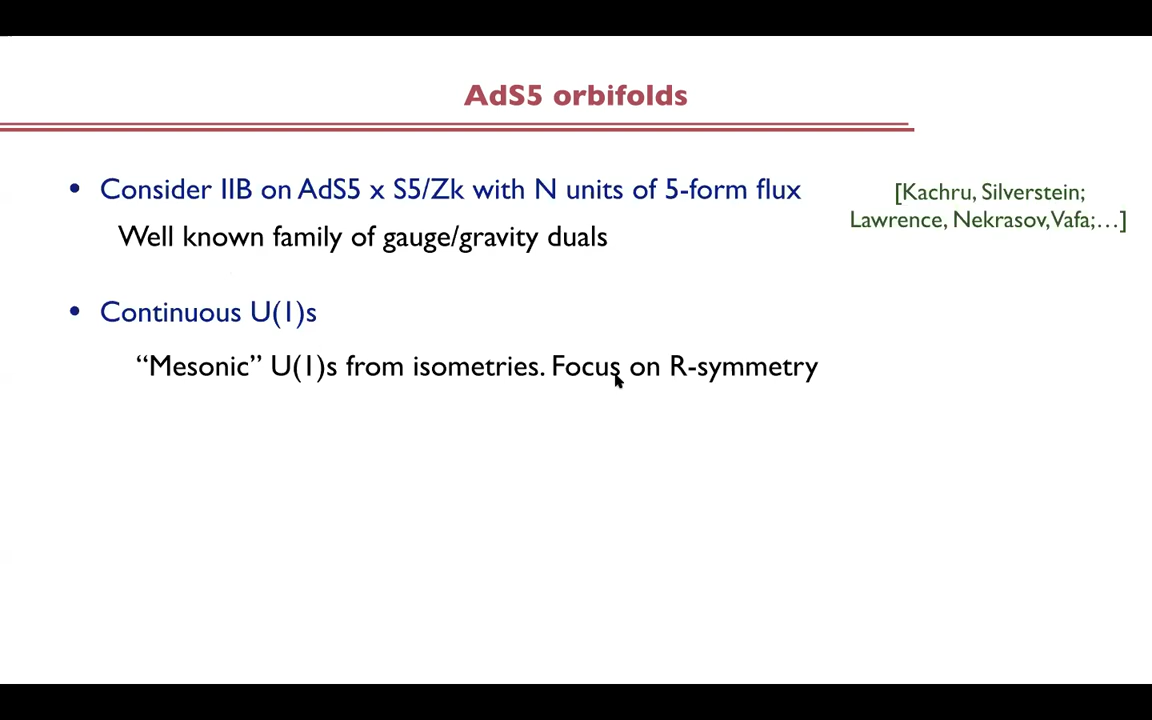 AdS5 orbifolds
• Consider IIB on AdS5 x S5/Zk with N units of 5-form flux
[Kachru, Silverstein;
Lawrence, Nekrasov,Vafa;…]
Well known family of gauge/gravity duals
• Continuous U(1)s
“Mesonic” U(1)s from isometries. Focus on R-symmetry